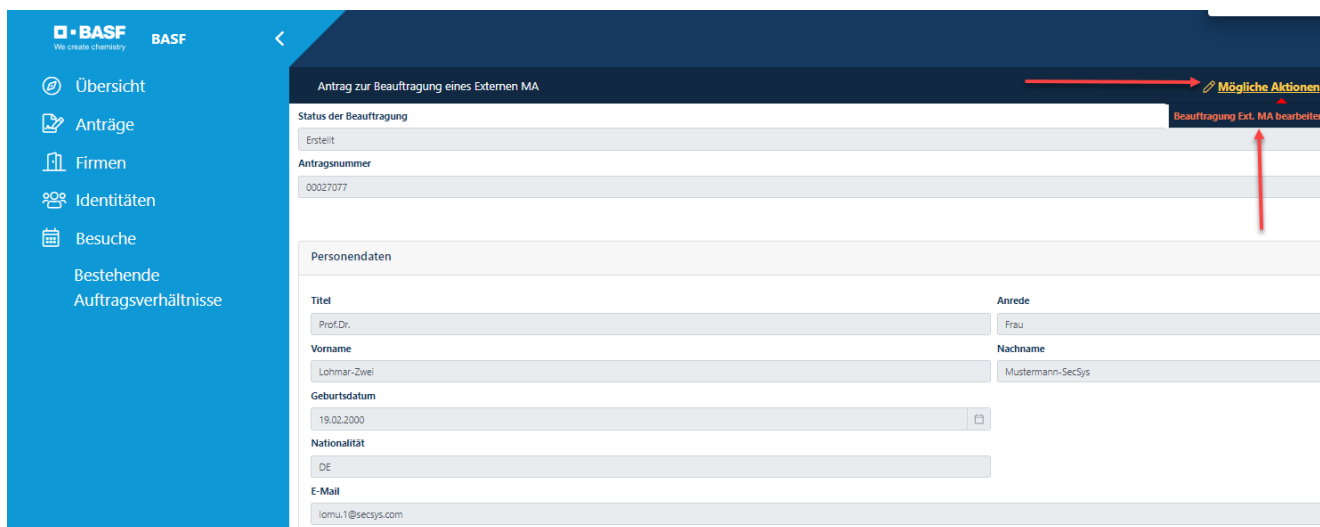 BASF
We create chemistry
BASF
Übersicht
Anträge
Firmen
Identitäten
Besuche
Bestehende
Auftragsverhältnisse
Antrag zur Beauftragung eines Externen MA
Mögliche Aktionen
Beauftragung Ext. MA bearbeiten
Status der Beauftragung
Erstellt
Antragsnummer
00027077
Personendaten
Titel
Anrede
Prof.Dr.
Frau
Vorname
Nachname
Lohmar-Zwei
Mustermann-SecSys
Geburtsdatum
19.02.2000
Nationalität
DE
E-Mail
lomu.1@secsys.com